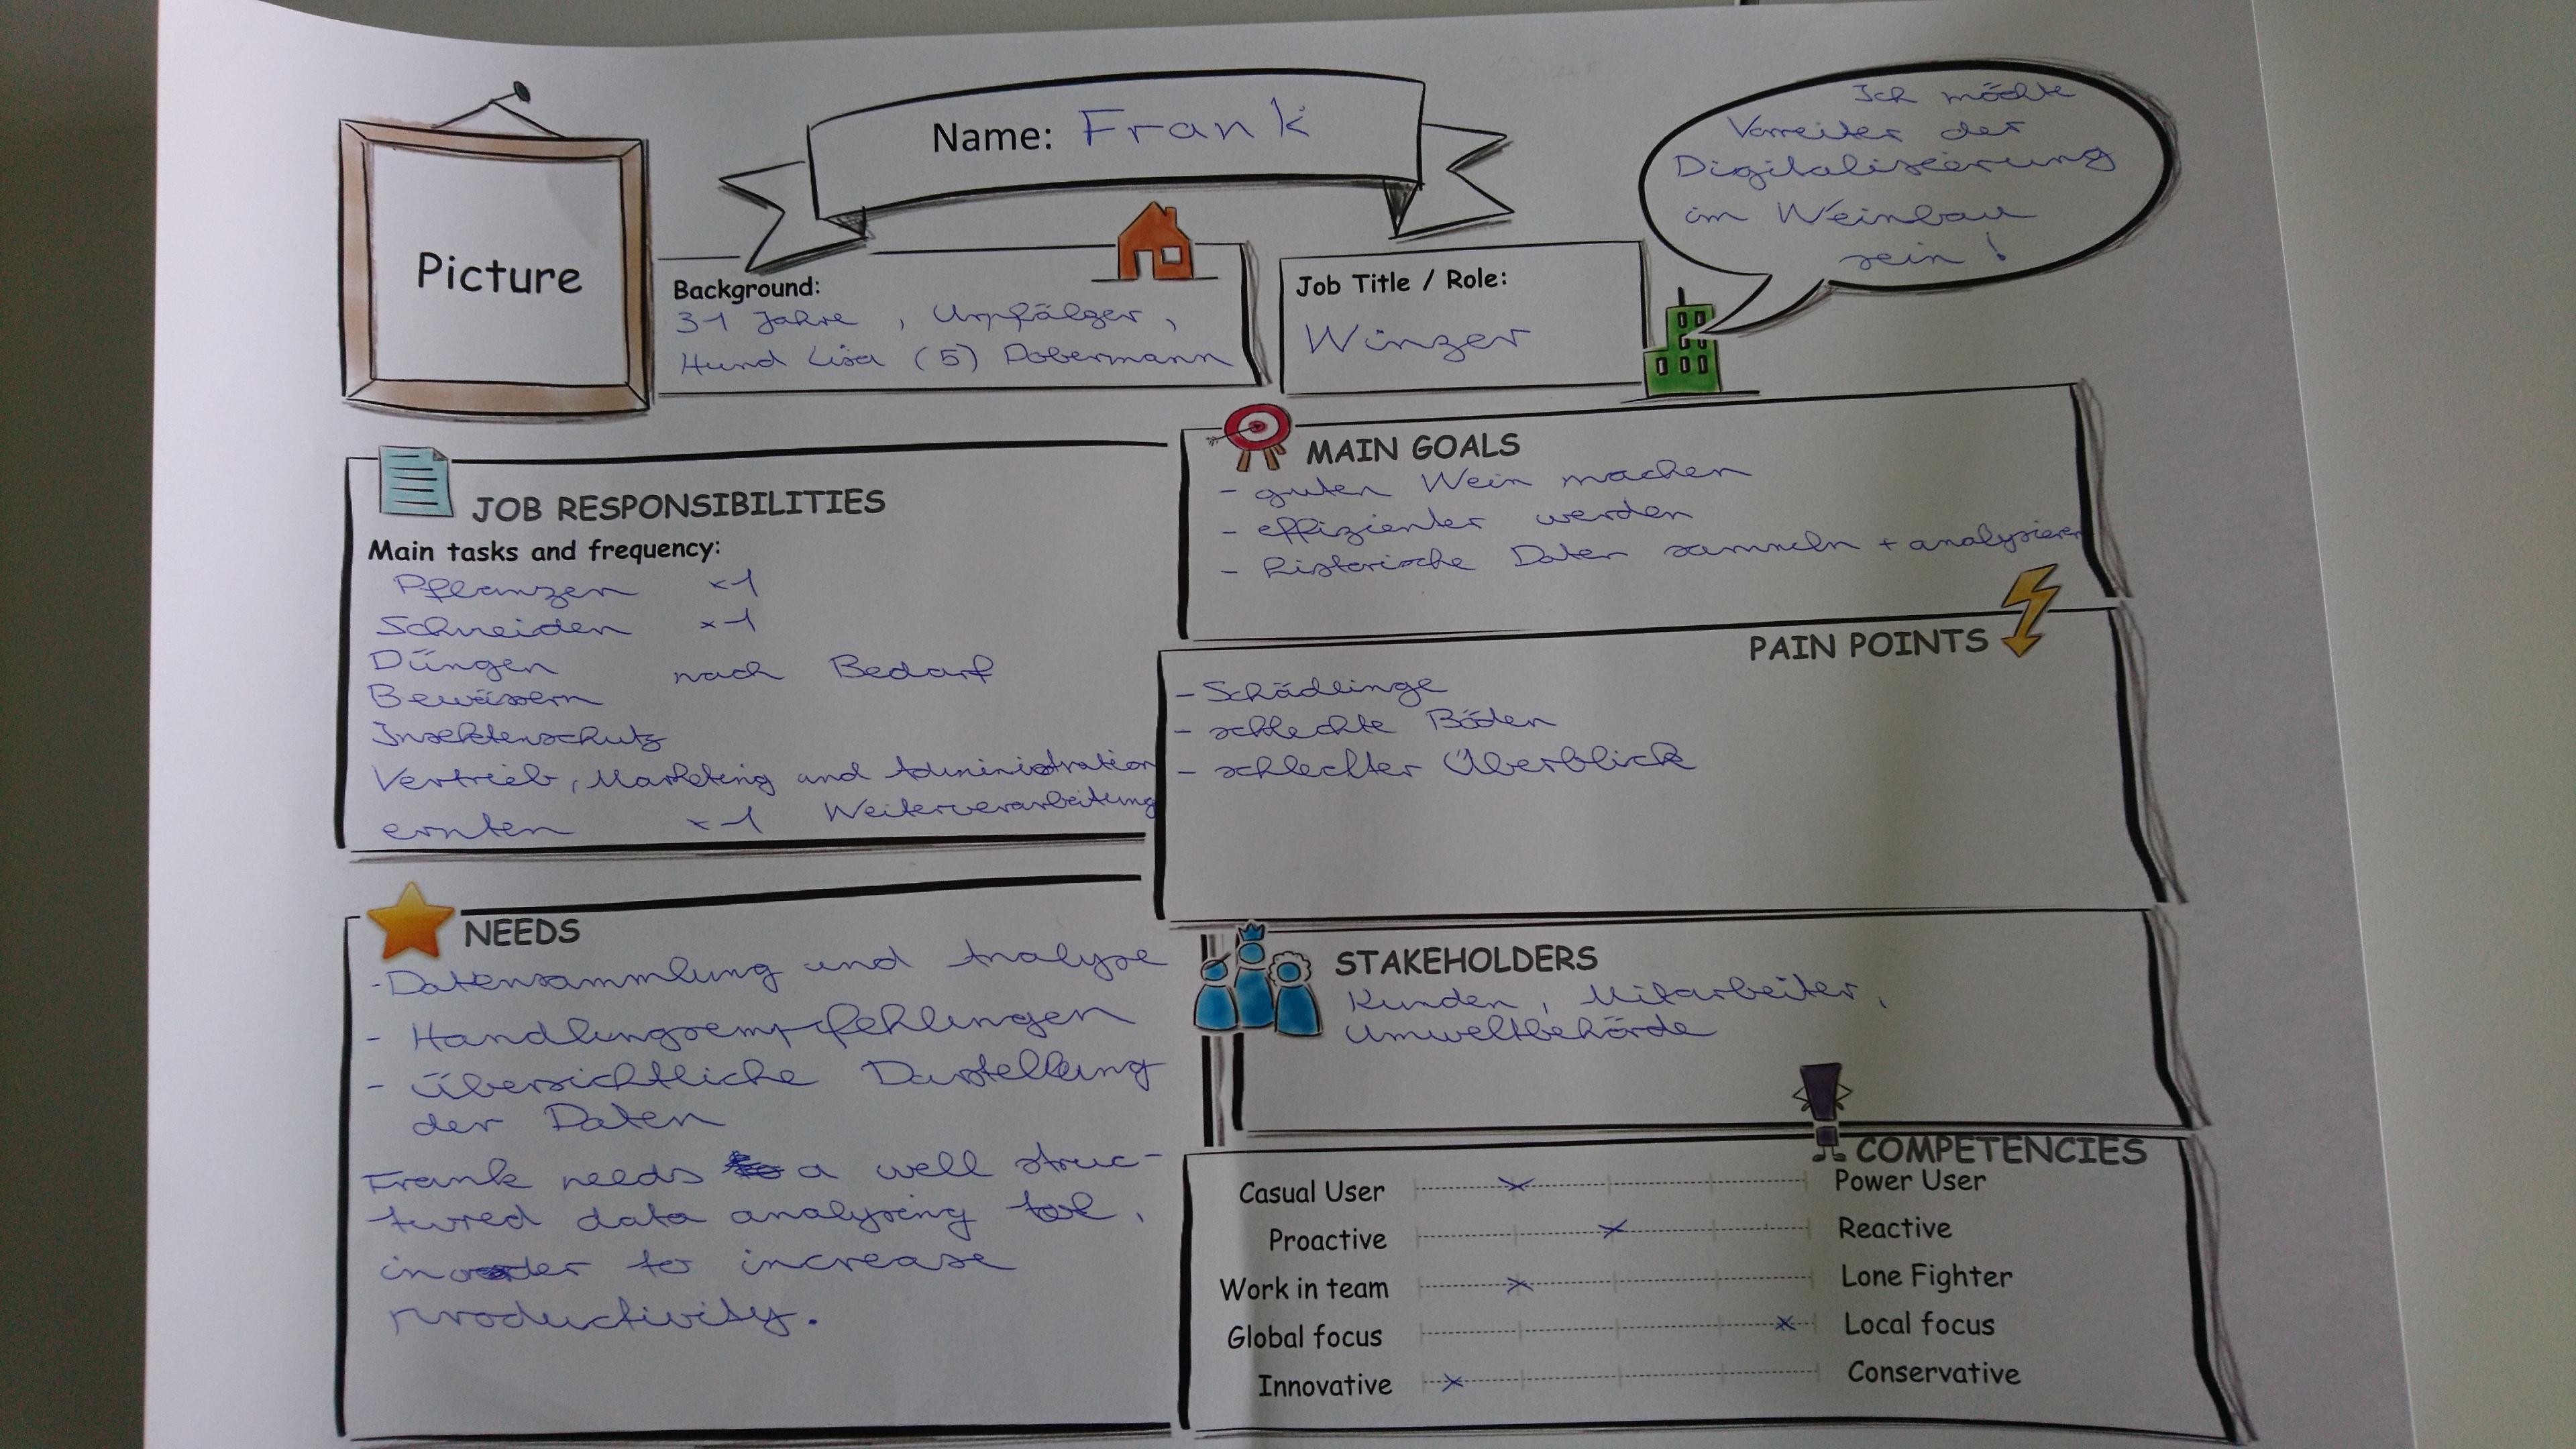 Name: Frank
Ich möchte
Vorreiter der
Digitalisierung
im Weinbau
sein!
Picture
Background:
31 Jahre, Urpfälzer,
Hund Lisa (5) Dobermann
Job Title / Role:
Winzer
JOB RESPONSIBILITIES
Main tasks and frequency:
Pflanzen x1
Schneiden x1
Düngen nach Bedarf
Bewässern
Insektenschutz
Vertrieb, Marketing und Administration
ernten x1 Weiterverarbeitung
MAIN GOALS
- guten Wein machen
- effizienter werden
- historische Daten sammeln + analysieren
PAIN POINTS
- Schädlinge
- schlechte Böden
- schlechter Überblick
NEEDS
- Datensammlung und Analyse
- Handlungsempfehlungen
- übersichtliche Darstellung
der Daten
Frank needs a well struc-
tured data analysing tool,
in order to increase
productivity.
STAKEHOLDERS
Kunden, Mitarbeiter,
Umweltbehörde
COMPETENCIES
Casual User Power User
Proactive Reactive
Work in team Lone Fighter
Global focus Local focus
Innovative Conservative